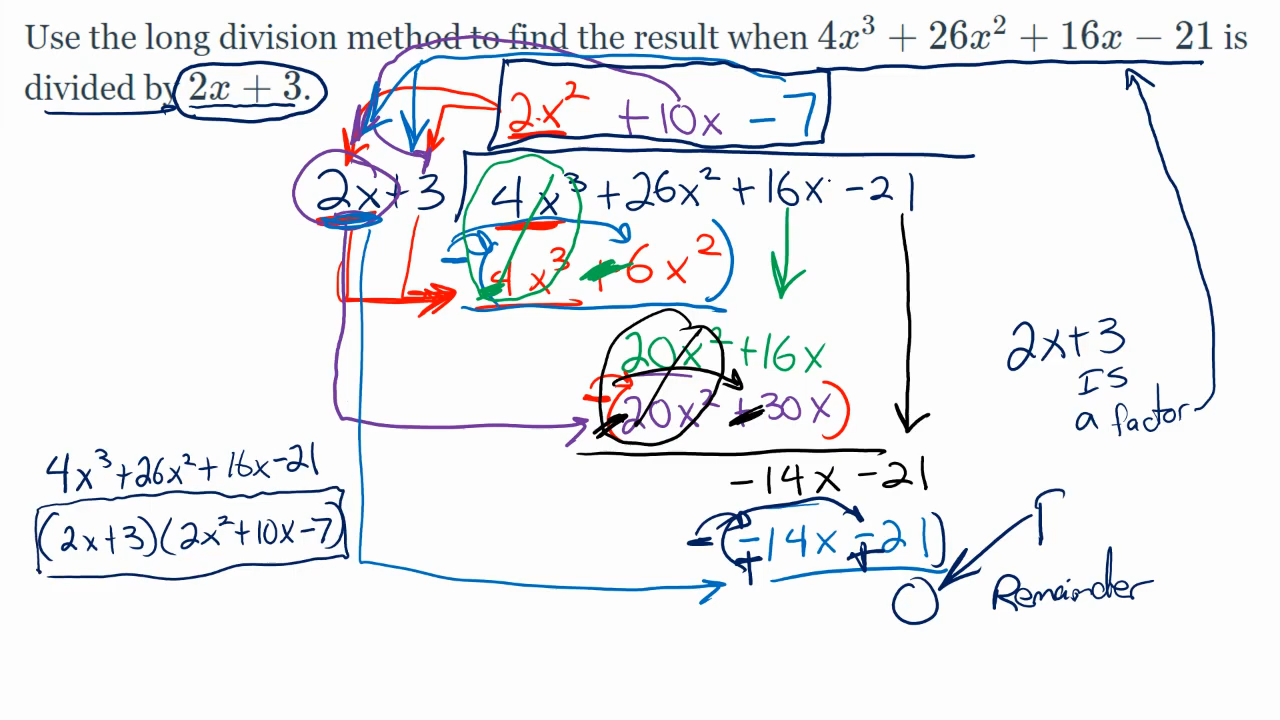 Use the long division method to find the result when 4x³ + 26x² + 16x − 21 is
divided by 2x + 3.
2x² + 10x − 7
2x + 3 4x³ + 26x² + 16x − 21
− (4x³ + 6x²)
20x² + 16x
− (20x² + 30x)
−14x − 21
− (−14x − 21)
+ +
0
Remainder
2x + 3
IS
a factor
4x³ + 26x² + 16x − 21
(2x + 3)(2x² + 10x − 7)